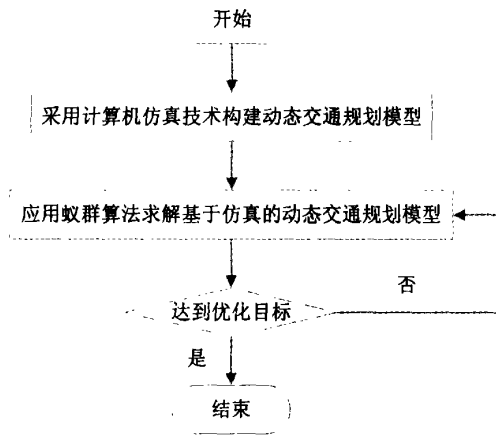 开始
采用计算机仿真技术构建动态交通规划模型
应用蚁群算法求解基于仿真的动态交通规划模型
达到优化目标
否
是
结束